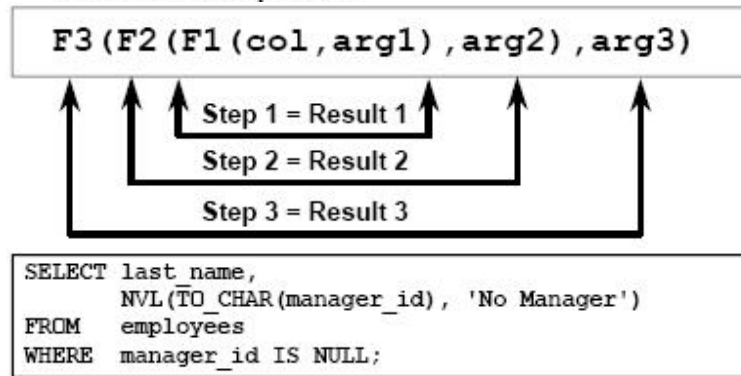 F3(F2(F1(col,arg1),arg2),arg3)
Step 1 = Result 1
Step 2 = Result 2
Step 3 = Result 3
SELECT last_name,
NVL(TO_CHAR(manager_id), 'No Manager')
FROM employees
WHERE manager_id IS NULL;